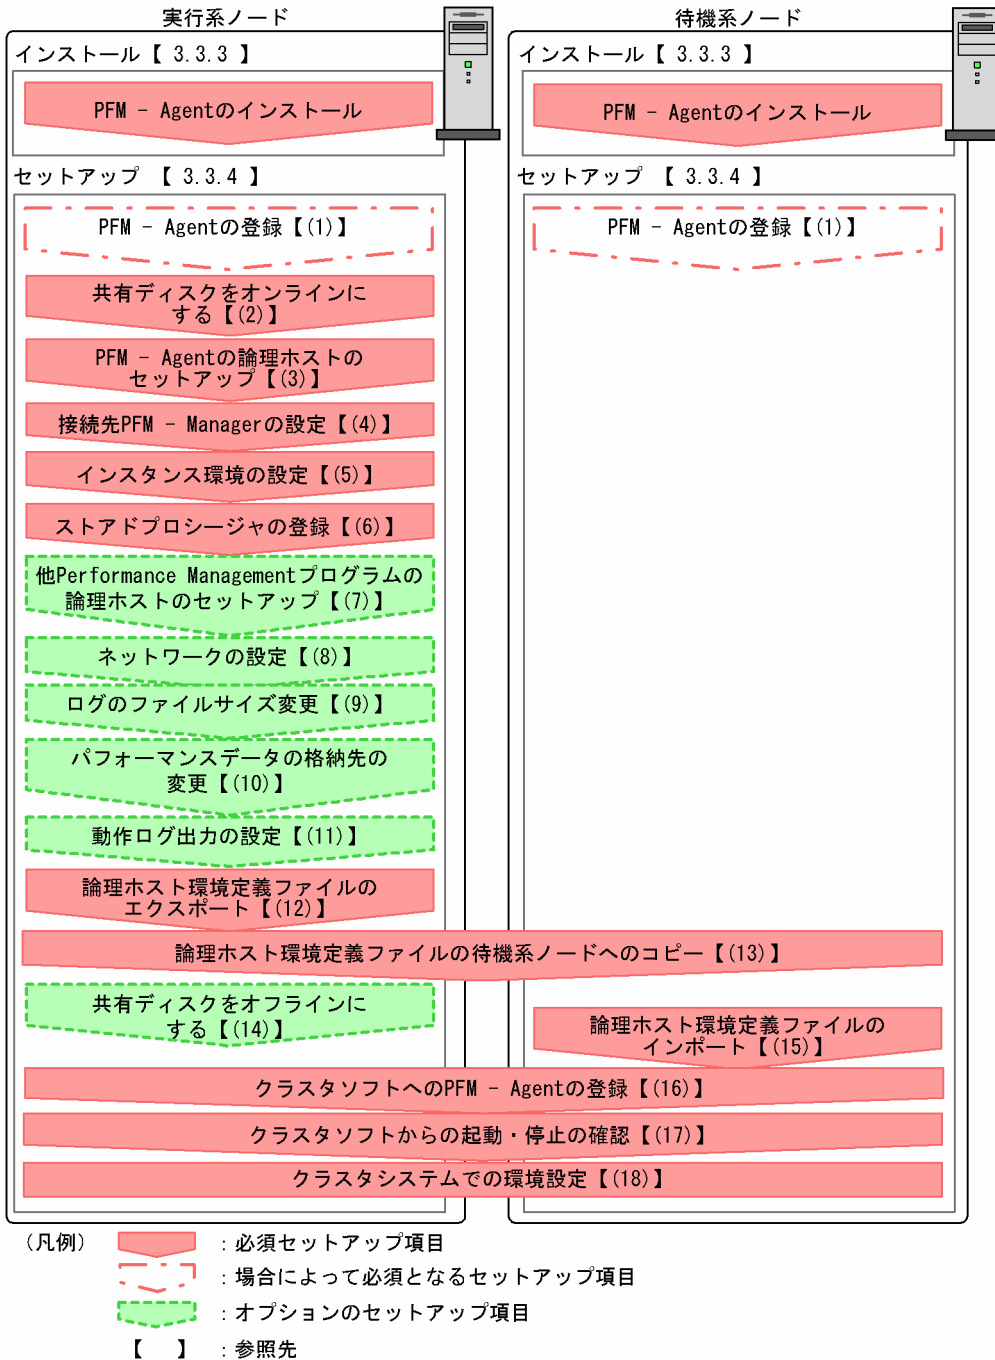 実行系ノード
待機系ノード
インストール【 3.3.3 】
インストール【 3.3.3 】
PFM － Agentのインストール
PFM － Agentのインストール
セットアップ 【 3.3.4 】
セットアップ 【 3.3.4 】
PFM － Agentの登録【(1)】
PFM － Agentの登録【(1)】
共有ディスクをオンラインに
する【(2)】
PFM － Agentの論理ホストの
セットアップ【(3)】
接続先PFM － Managerの設定【(4)】
インスタンス環境の設定【(5)】
ストアドプロシージャの登録【(6)】
他Performance Managementプログラムの
論理ホストのセットアップ【(7)】
ネットワークの設定【(8)】
ログのファイルサイズ変更【(9)】
パフォーマンスデータの格納先の
変更【(10)】
動作ログ出力の設定【(11)】
論理ホスト環境定義ファイルの
エクスポート【(12)】
論理ホスト環境定義ファイルの待機系ノードへのコピー【(13)】
共有ディスクをオフラインに
する【(14)】
論理ホスト環境定義ファイルの
インポート【(15)】
クラスタソフトへのPFM － Agentの登録【(16)】
クラスタソフトからの起動・停止の確認【(17)】
クラスタシステムでの環境設定【(18)】
（凡例）
：必須セットアップ項目
：場合によって必須となるセットアップ項目
：オプションのセットアップ項目
【 】 ：参照先